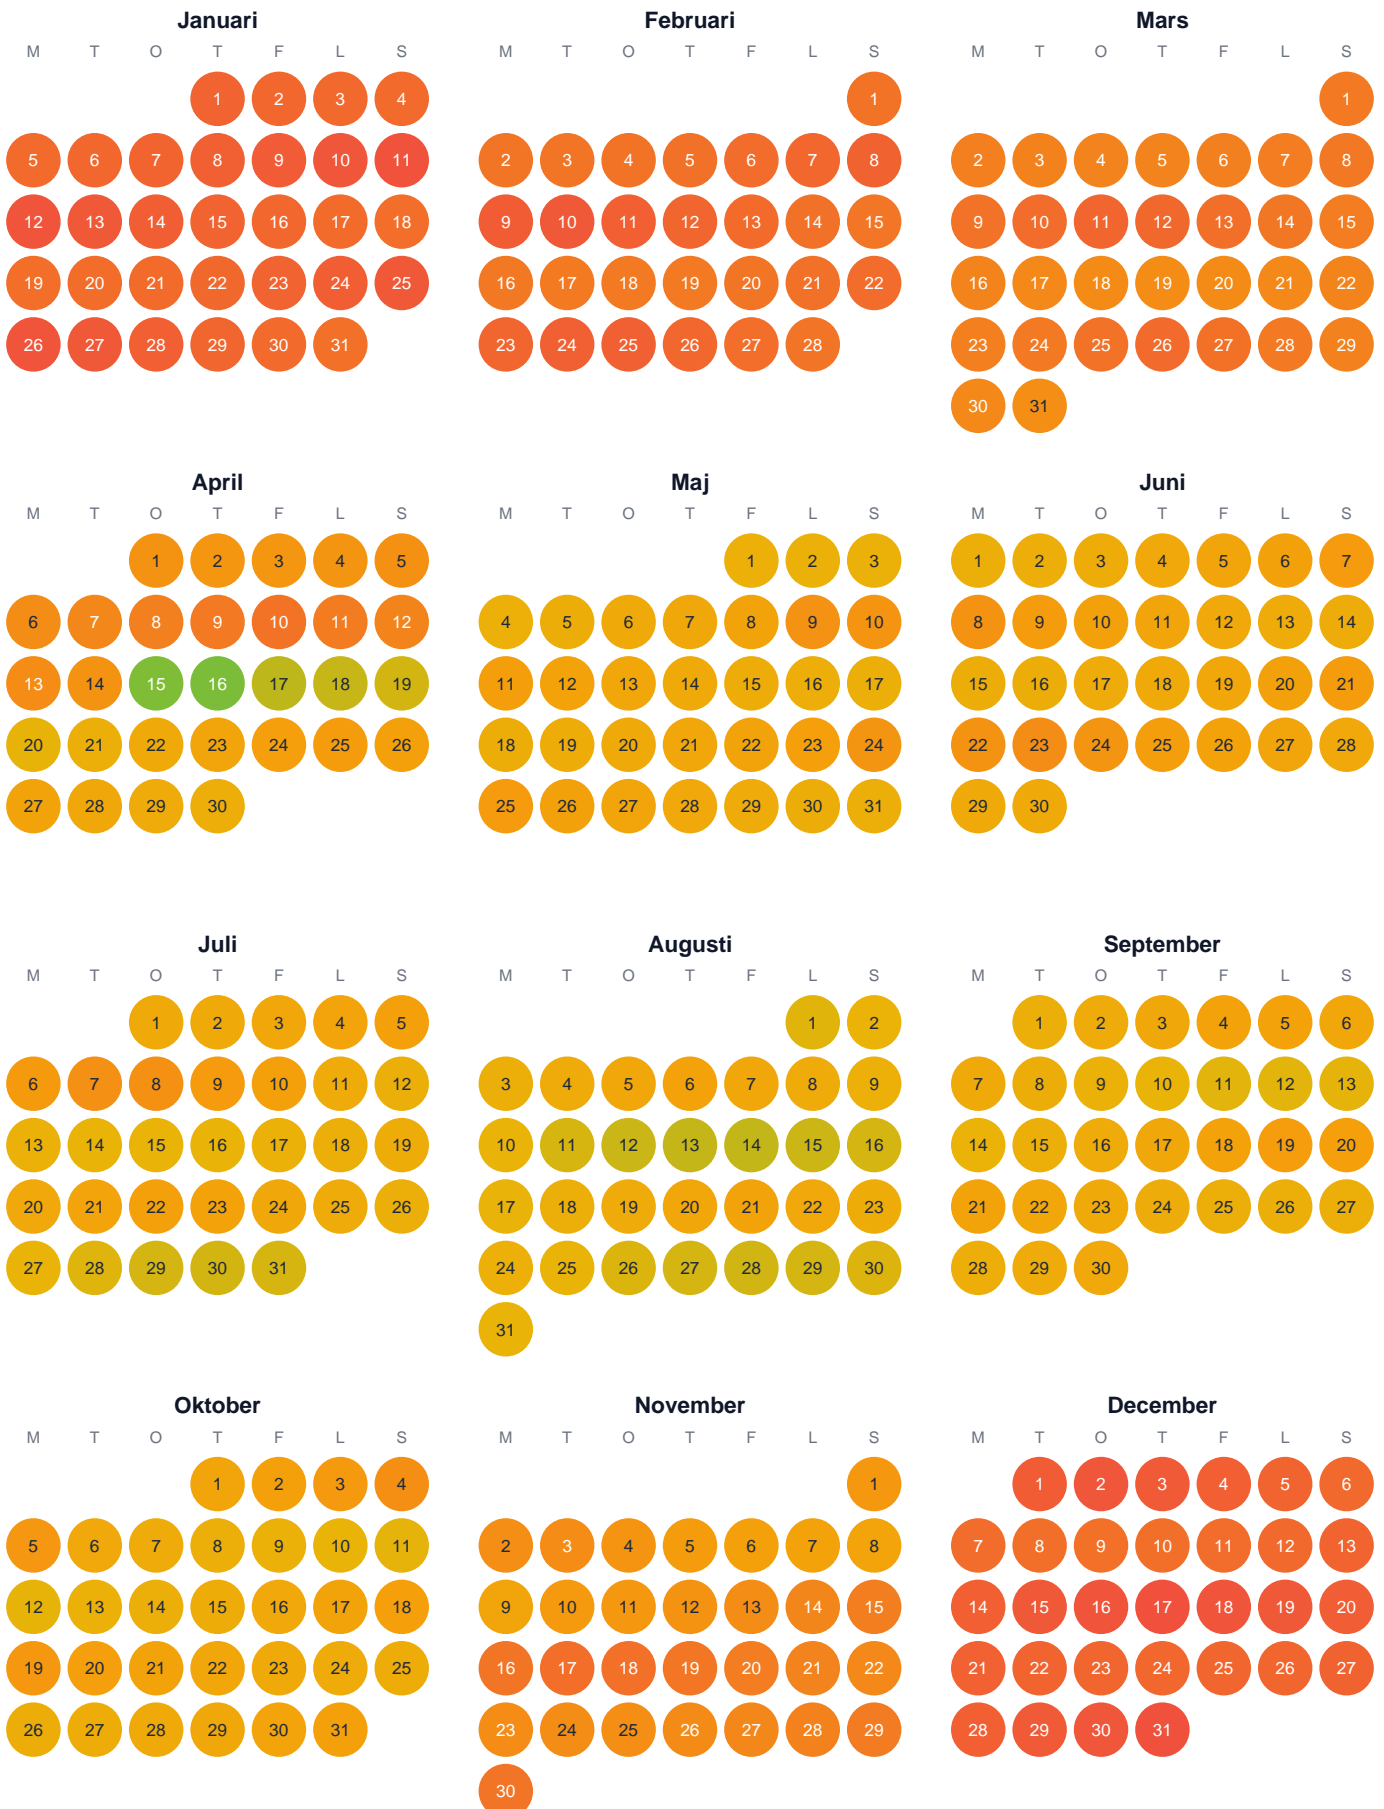 Januari Februari Mars
M T O T F L S M T O T F L S M T O T F L S
1 2 3 4 1 1
5 6 7 8 9 10 11 2 3 4 5 6 7 8 2 3 4 5 6 7 8
12 13 14 15 16 17 18 9 10 11 12 13 14 15 9 10 11 12 13 14 15
19 20 21 22 23 24 25 16 17 18 19 20 21 22 16 17 18 19 20 21 22
26 27 28 29 30 31 23 24 25 26 27 28 23 24 25 26 27 28 29
30 31
April Maj Juni
M T O T F L S M T O T F L S M T O T F L S
1 2 3 4 5 1 2 3 1 2 3 4 5 6 7
6 7 8 9 10 11 12 4 5 6 7 8 9 10 8 9 10 11 12 13 14
13 14 15 16 17 18 19 11 12 13 14 15 16 17 15 16 17 18 19 20 21
20 21 22 23 24 25 26 18 19 20 21 22 23 24 22 23 24 25 26 27 28
27 28 29 30 25 26 27 28 29 30 31 29 30
Juli Augusti September
M T O T F L S M T O T F L S M T O T F L S
1 2 3 4 5 1 2 1 2 3 4 5 6
6 7 8 9 10 11 12 3 4 5 6 7 8 9 7 8 9 10 11 12 13
13 14 15 16 17 18 19 10 11 12 13 14 15 16 14 15 16 17 18 19 20
20 21 22 23 24 25 26 17 18 19 20 21 22 23 21 22 23 24 25 26 27
27 28 29 30 31 24 25 26 27 28 29 30 28 29 30
31
Oktober November December
M T O T F L S M T O T F L S M T O T F L S
1 2 3 4 1 1 2 3 4 5 6
5 6 7 8 9 10 11 2 3 4 5 6 7 8 7 8 9 10 11 12 13
12 13 14 15 16 17 18 9 10 11 12 13 14 15 14 15 16 17 18 19 20
19 20 21 22 23 24 25 16 17 18 19 20 21 22 21 22 23 24 25 26 27
26 27 28 29 30 31 23 24 25 26 27 28 29 28 29 30 31
30